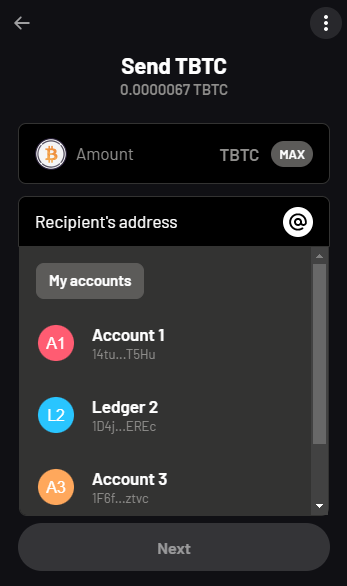 Send TBTC
0.0000067 TBTC
Amount TBTC MAX
Recipient's address
My accounts
A1 Account 1
14tu...T5Hu
L2 Ledger 2
1D4j...EREc
A3 Account 3
1F6f...ztvc
Next